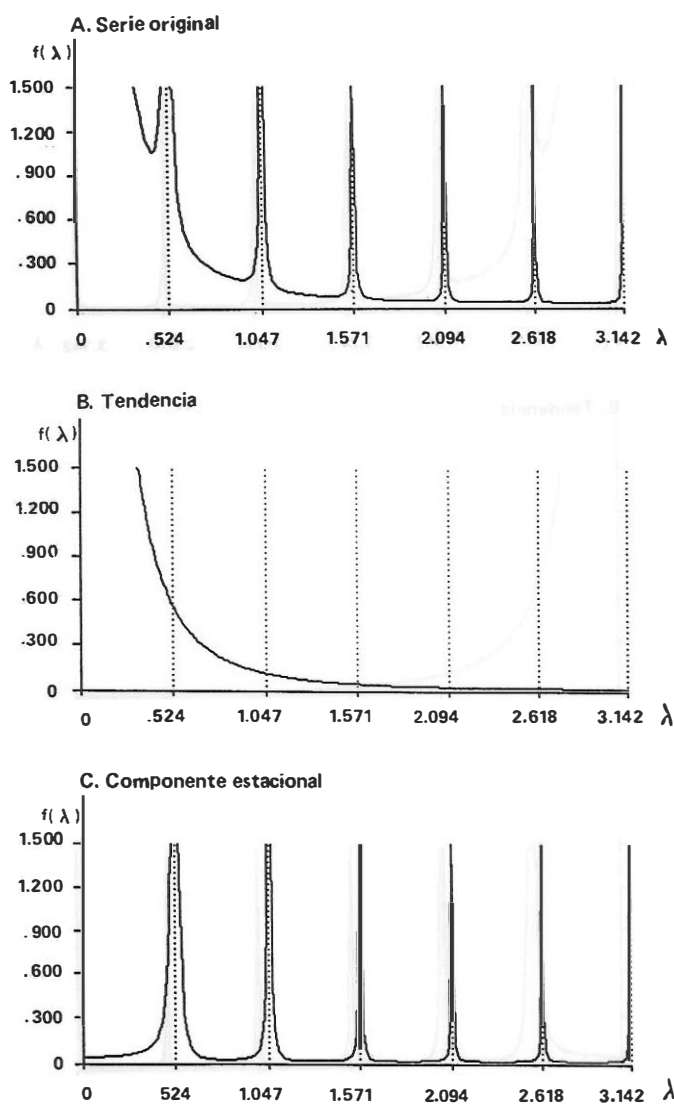 A. Serie original
f( λ)
1.500
1.200
.900
.600
.300
0
0 .524 1.047 1.571 2.094 2.618 3.142 λ
B. Tendencia
f( λ)
1.500
1.200
.900
.600
.300
0
0 .524 1.047 1.571 2.094 2.618 3.142 λ
C. Componente estacional
f( λ)
1.500
1.200
.900
.600
.300
0
0 524 1.047 1.571 2.094 2.618 3.142 λ